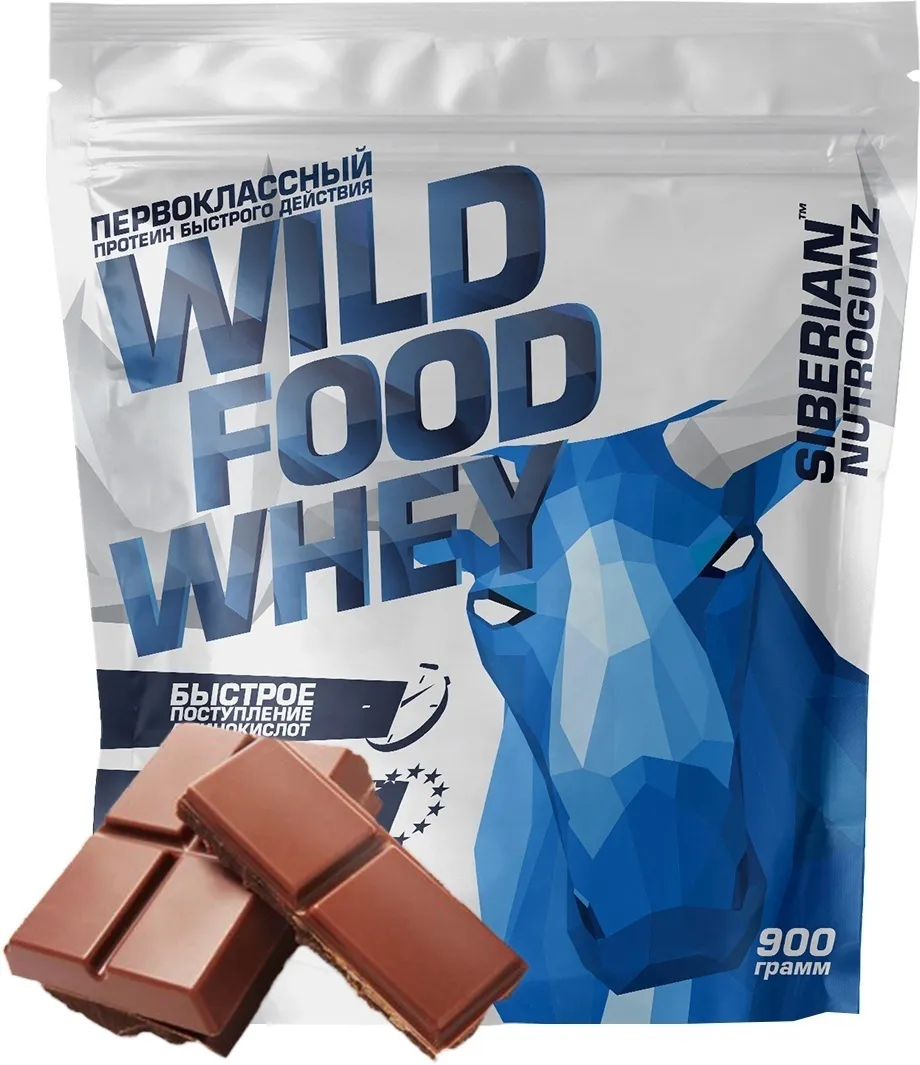 ПЕРВОКЛАССНЫЙ
ПРОТЕИН БЫСТРОГО ДЕЙСТВИЯ
WILD
FOOD
WHEY
SIBERIAN™
NUTROGUNZ
БЫСТРОЕ
ПОСТУПЛЕНИЕ
900
грамм